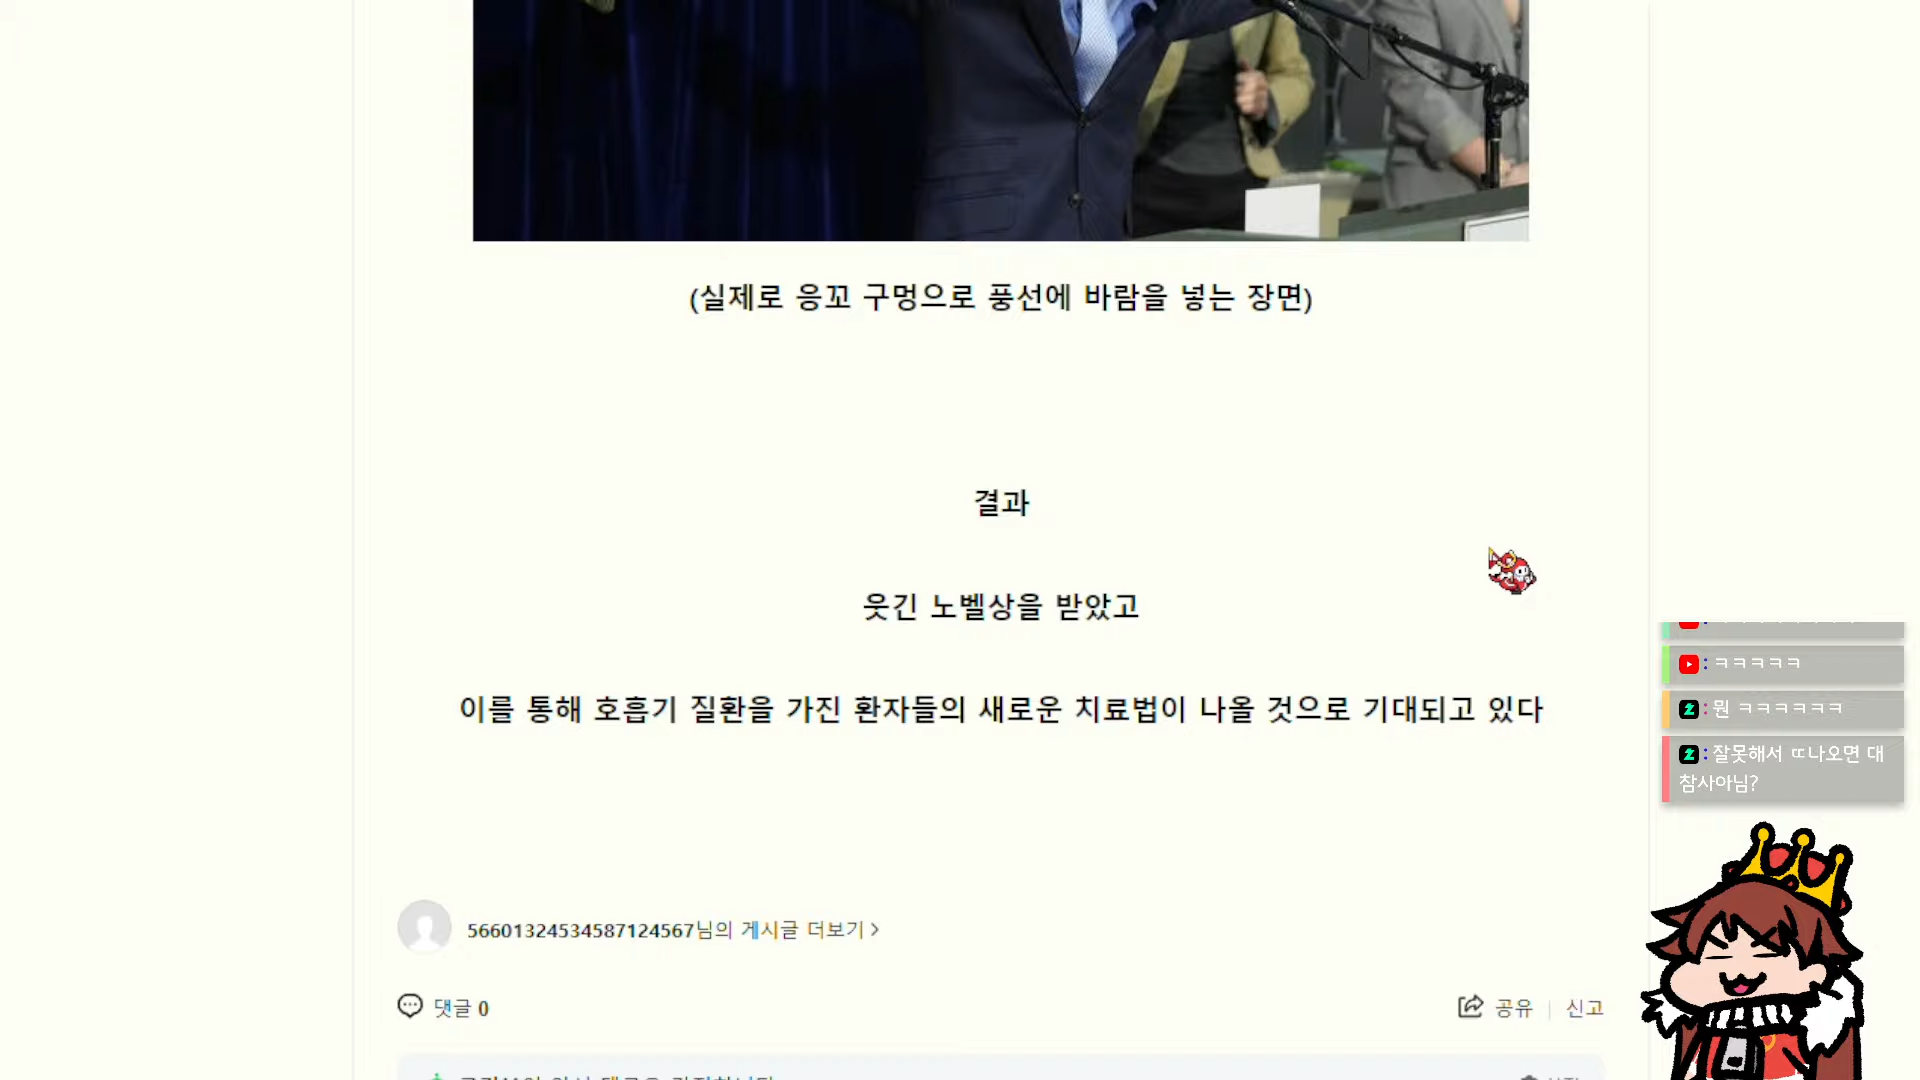 (실제로 응꼬 구멍으로 풍선에 바람을 넣는 장면)
결과
웃긴 노벨상을 받았고
이를 통해 호흡기 질환을 가진 환자들의 새로운 치료법이 나올 것으로 기대되고 있다
: ㅋㅋㅋㅋㅋ
: 뭔 ㅋㅋㅋㅋㅋㅋ
: 잘못해서 ㄸ나오면 대
참사아님?
56601324534587124567님의 게시글 더보기 >
댓글 0
공유 | 신고